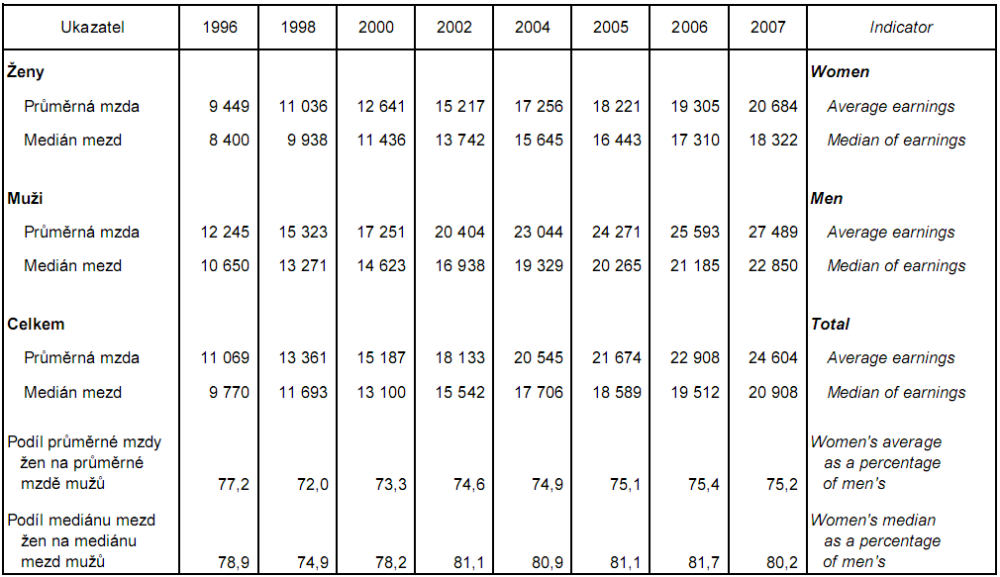 Ukazatel 1996 1998 2000 2002 2004 2005 2006 2007 Indicator
Ženy Women
Průměrná mzda 9 449 11 036 12 641 15 217 17 256 18 221 19 305 20 684 Average earnings
Medián mezd 8 400 9 938 11 436 13 742 15 645 16 443 17 310 18 322 Median of earnings
Muži Men
Průměrná mzda 12 245 15 323 17 251 20 404 23 044 24 271 25 593 27 489 Average earnings
Medián mezd 10 650 13 271 14 623 16 938 19 329 20 265 21 185 22 850 Median of earnings
Celkem Total
Průměrná mzda 11 069 13 361 15 187 18 133 20 545 21 674 22 908 24 604 Average earnings
Medián mezd 9 770 11 693 13 100 15 542 17 706 18 589 19 512 20 908 Median of earnings
Podíl průměrné mzdy Women's average
žen na průměrné as a percentage
mzdě mužů 77,2 72,0 73,3 74,6 74,9 75,1 75,4 75,2 of men's
Podíl mediánu mezd Women's median
žen na mediánu as a percentage
mezd mužů 78,9 74,9 78,2 81,1 80,9 81,1 81,7 80,2 of men's